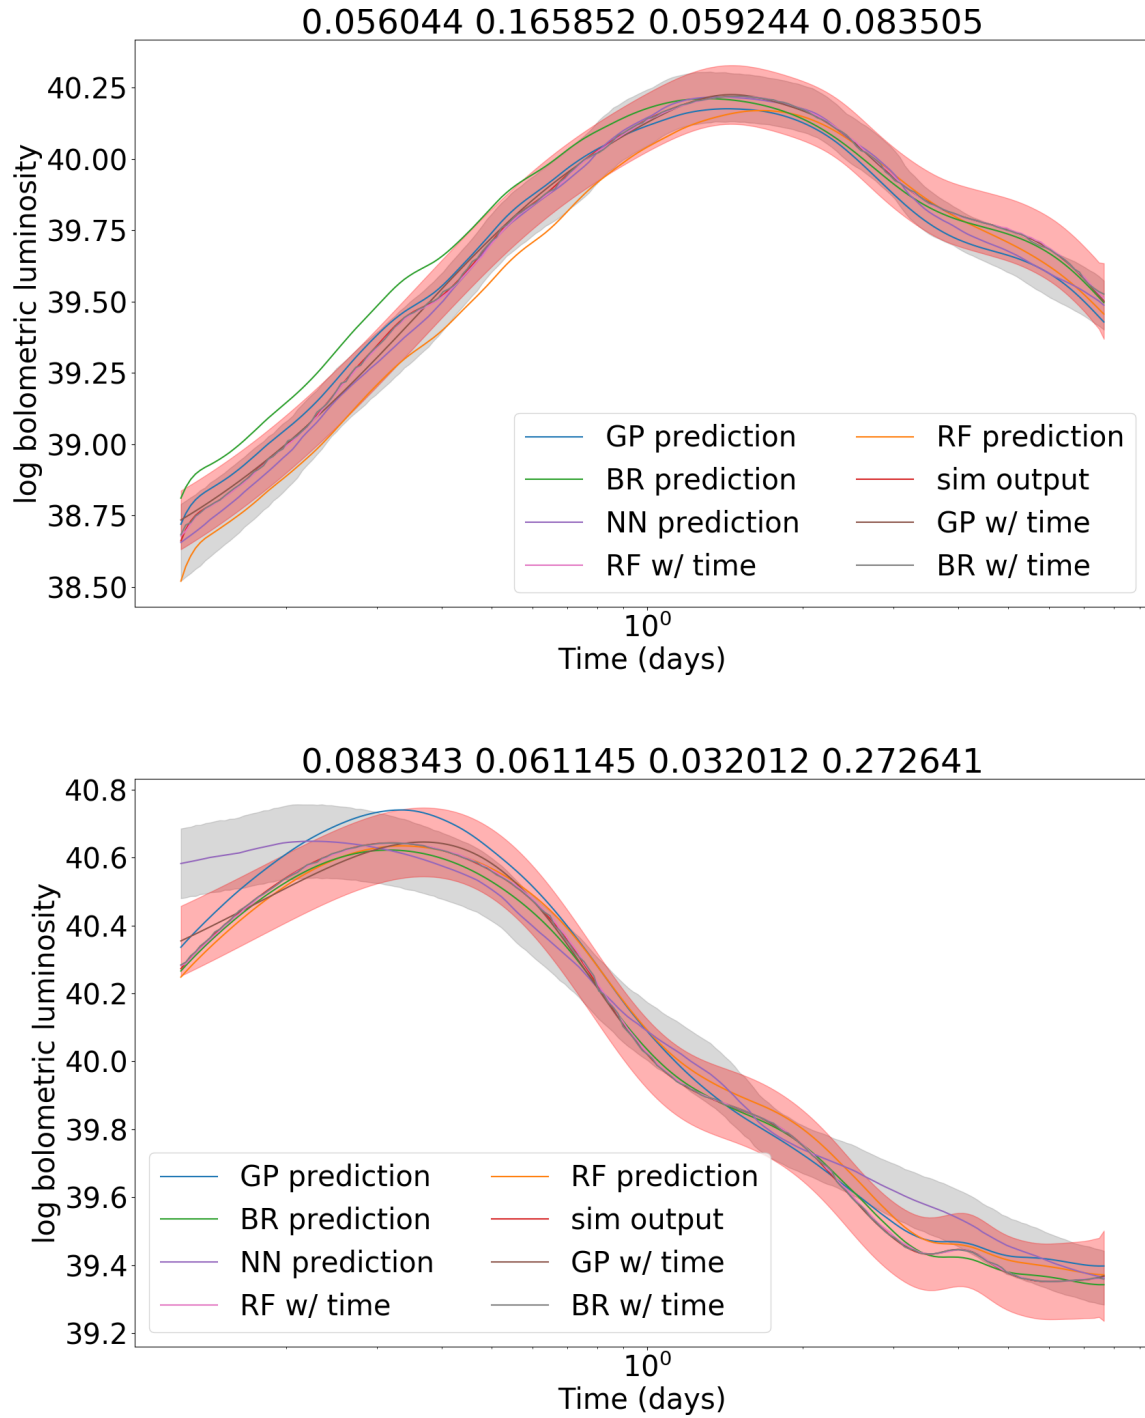 0.056044 0.165852 0.059244 0.083505
log bolometric luminosity
40.25
40.00
39.75
39.50
39.25
39.00
38.75
38.50
GP prediction RF prediction
BR prediction sim output
NN prediction GP w/ time
RF w/ time BR w/ time
10⁰
Time (days)
0.088343 0.061145 0.032012 0.272641
log bolometric luminosity
40.8
40.6
40.4
40.2
40.0
39.8
39.6
39.4
39.2
GP prediction RF prediction
BR prediction sim output
NN prediction GP w/ time
RF w/ time BR w/ time
10⁰
Time (days)